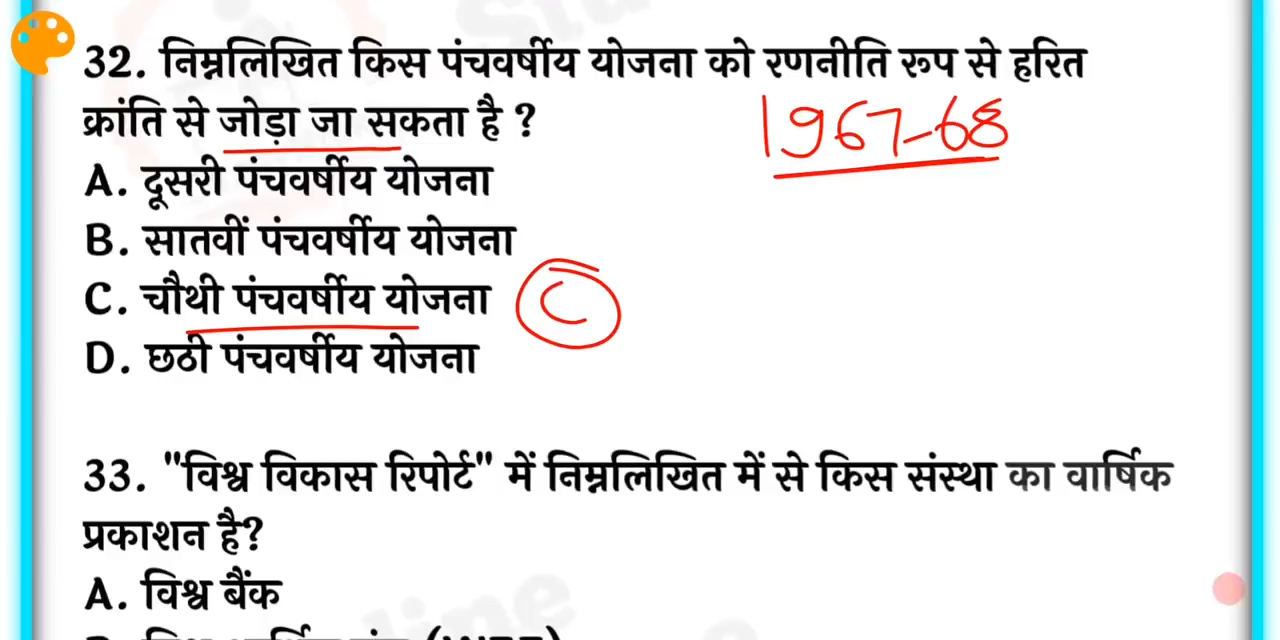 32. निम्नलिखित किस पंचवर्षीय योजना को रणनीति रूप से हरित
क्रांति से जोड़ा जा सकता है ?
1967-68
A. दूसरी पंचवर्षीय योजना
B. सातवीं पंचवर्षीय योजना
C. चौथी पंचवर्षीय योजना
C
D. छठी पंचवर्षीय योजना
33. "विश्व विकास रिपोर्ट" में निम्नलिखित में से किस संस्था का वार्षिक
प्रकाशन है?
A. विश्व बैंक